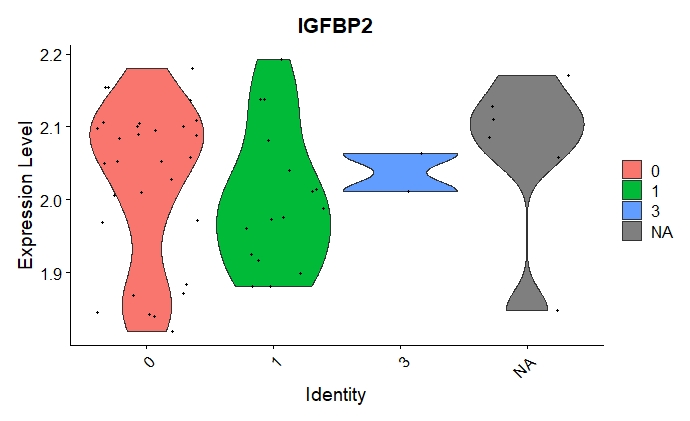 IGFBP2
Expression Level
2.2
2.1
2.0
1.9
0
1
3
NA
Identity
0
1
3
NA